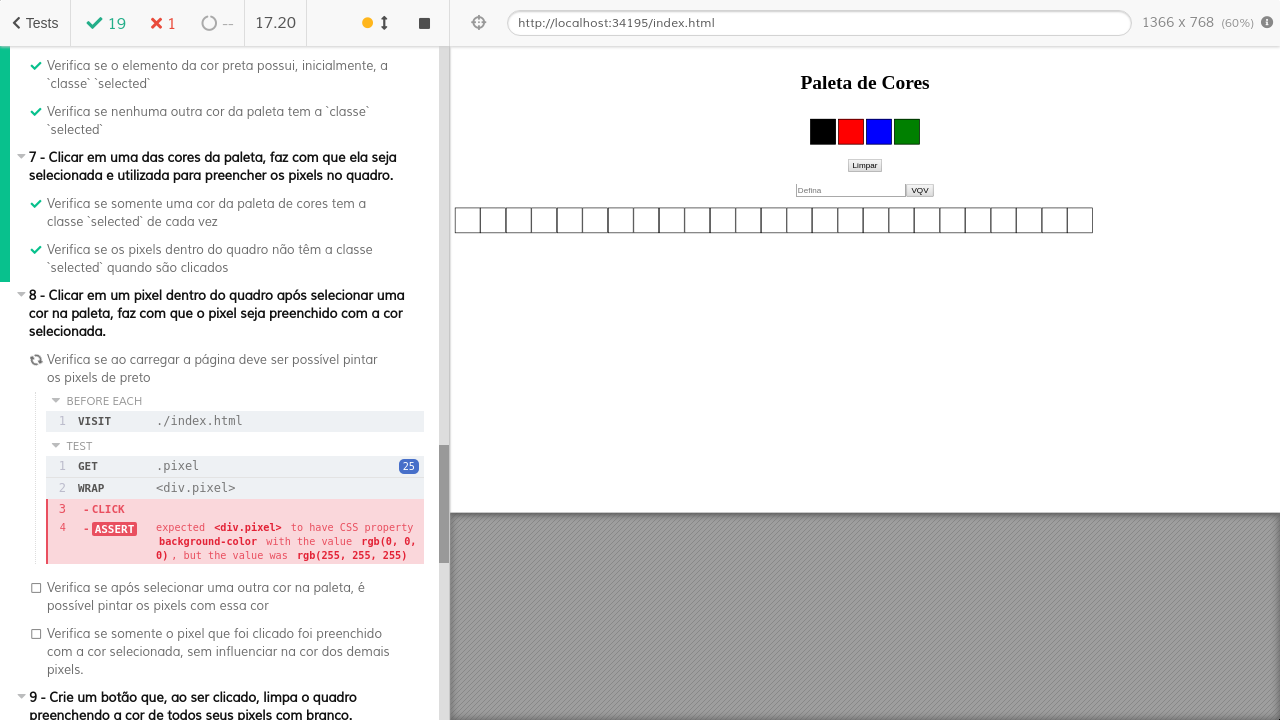 Tests
19
1
--
17.20
http://localhost:34195/index.html
1366 x 768 (60%)
Verifica se o elemento da cor preta possui, inicialmente, a
`classe` `selected`
Verifica se nenhuma outra cor da paleta tem a `classe`
`selected`
7 - Clicar em uma das cores da paleta, faz com que ela seja
selecionada e utilizada para preencher os pixels no quadro.
Verifica se somente uma cor da paleta de cores tem a
classe `selected` de cada vez
Verifica se os pixels dentro do quadro não têm a classe
`selected` quando são clicados
8 - Clicar em um pixel dentro do quadro após selecionar uma
cor na paleta, faz com que o pixel seja preenchido com a cor
selecionada.
Verifica se ao carregar a página deve ser possível pintar
os pixels de preto
BEFORE EACH
1 VISIT ./index.html
TEST
1 GET .pixel 25
2 WRAP <div.pixel>
3 - CLICK
4 - ASSERT expected <div.pixel> to have CSS property
background-color with the value rgb(0, 0,
0) , but the value was rgb(255, 255, 255)
Verifica se após selecionar uma outra cor na paleta, é
possível pintar os pixels com essa cor
Verifica se somente o pixel que foi clicado foi preenchido
com a cor selecionada, sem influenciar na cor dos demais
pixels.
9 - Crie um botão que, ao ser clicado, limpa o quadro
preenchendo a cor de todos seus pixels com branco.
Paleta de Cores
Limpar
Defina
VQV